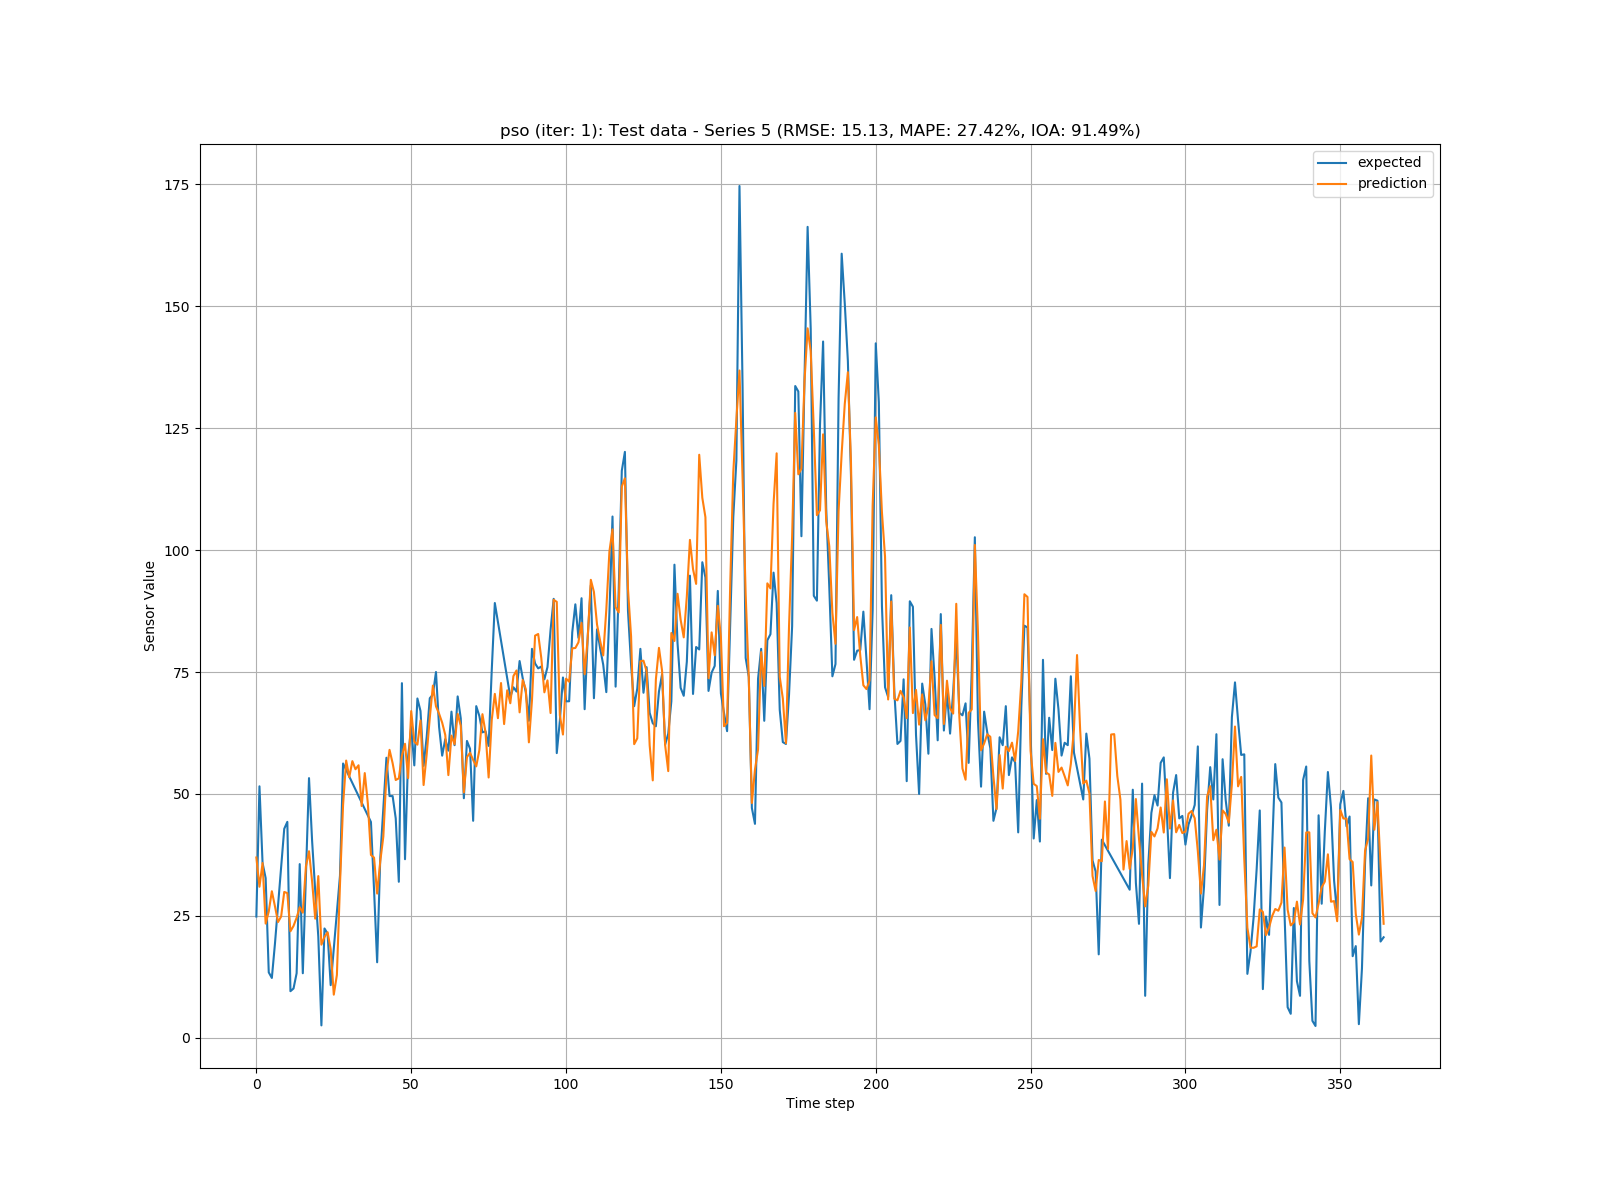 pso (iter: 1): Test data - Series 5 (RMSE: 15.13, MAPE: 27.42%, IOA: 91.49%)
expected
prediction
175
150
125
100
75
50
25
0
Sensor Value
0 50 100 150 200 250 300 350
Time step